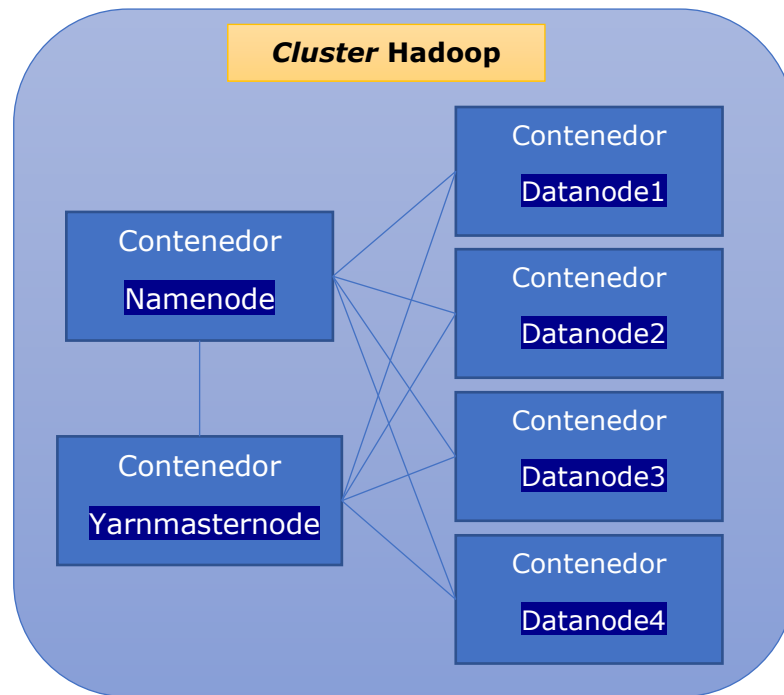 Cluster Hadoop
Contenedor
Namenode
Contenedor
Yarnmasternode
Contenedor
Datanode1
Contenedor
Datanode2
Contenedor
Datanode3
Contenedor
Datanode4